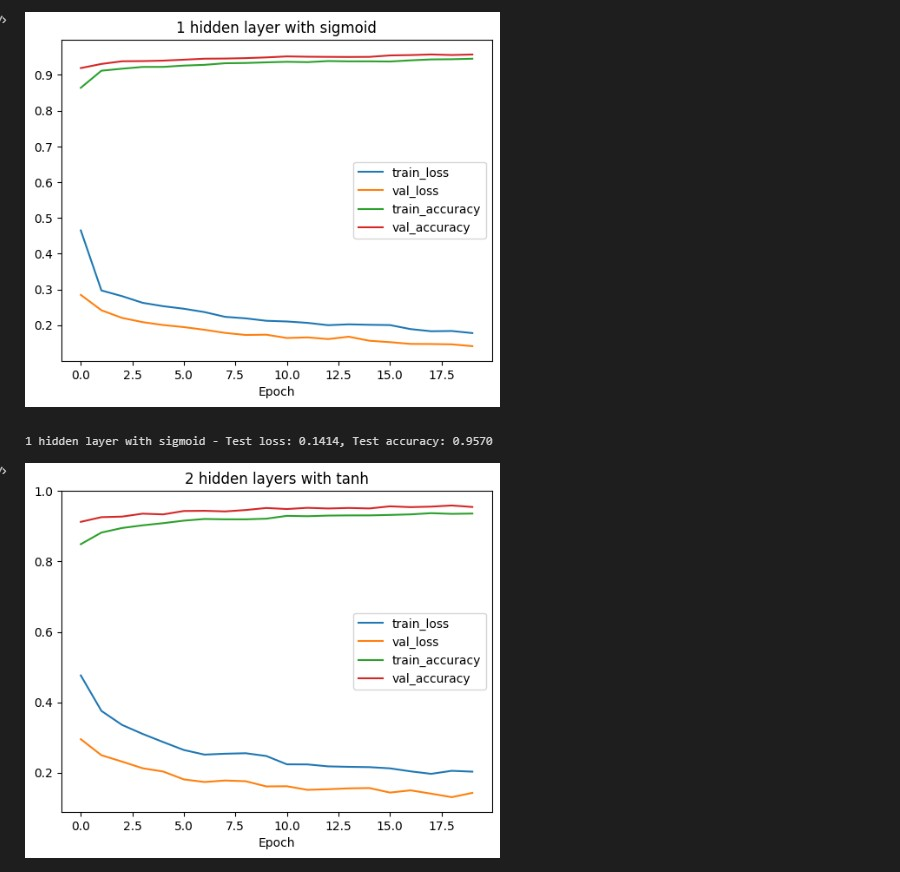 1 hidden layer with sigmoid
0.9
0.8
0.7
0.6
0.5
0.4
0.3
0.2
train_loss
val_loss
train_accuracy
val_accuracy
0.0 2.5 5.0 7.5 10.0 12.5 15.0 17.5
Epoch
1 hidden layer with sigmoid - Test loss: 0.1414, Test accuracy: 0.9570
2 hidden layers with tanh
1.0
0.8
0.6
0.4
0.2
train_loss
val_loss
train_accuracy
val_accuracy
0.0 2.5 5.0 7.5 10.0 12.5 15.0 17.5
Epoch